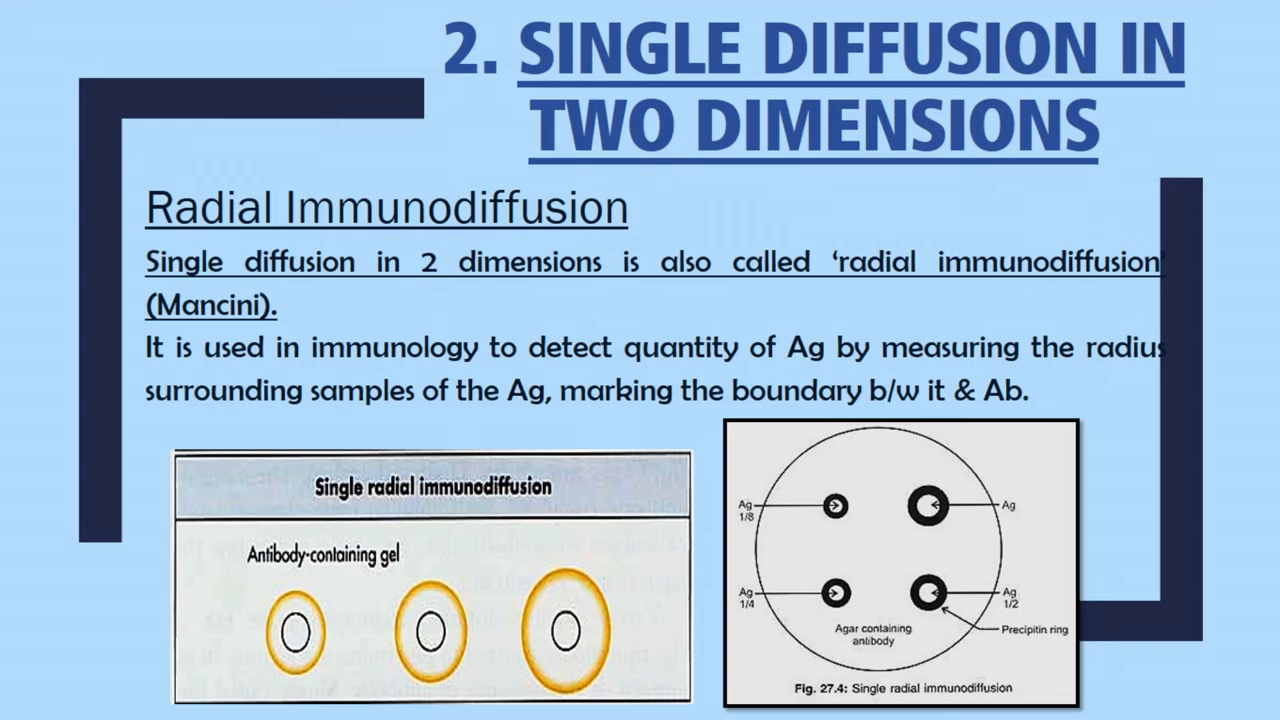 2. SINGLE DIFFUSION IN
TWO DIMENSIONS
Radial Immunodiffusion
Single diffusion in 2 dimensions is also called ‘radial immunodiffusion’
(Mancini).
It is used in immunology to detect quantity of Ag by measuring the radius
surrounding samples of the Ag, marking the boundary b/w it & Ab.
Single radial immunodiffusion
Antibody-containing gel
Ag
1/8
Ag
Ag
1/4
Ag
1/2
Agar containing
antibody
Precipitin ring
Fig. 27.4: Single radial immunodiffusion